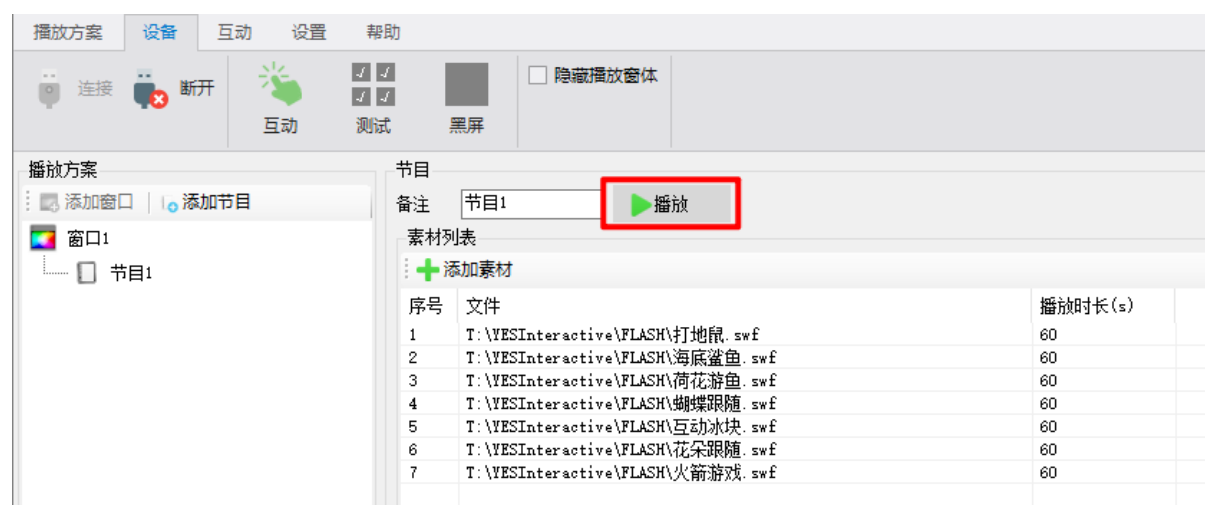 播放方案 设备 互动 设置 帮助
连接 断开 互动 测试 黑屏 隐藏播放窗体
播放方案
添加窗口 添加节目
窗口1
节目1
节目
备注 节目1 播放
素材列表
添加素材
序号 文件 播放时长(s)
1 T:\YESInteractive\FLASH\打地鼠.swf 60
2 T:\YESInteractive\FLASH\海底鲨鱼.swf 60
3 T:\YESInteractive\FLASH\荷花游鱼.swf 60
4 T:\YESInteractive\FLASH\蝴蝶跟随.swf 60
5 T:\YESInteractive\FLASH\互动冰块.swf 60
6 T:\YESInteractive\FLASH\花朵跟随.swf 60
7 T:\YESInteractive\FLASH\火箭游戏.swf 60